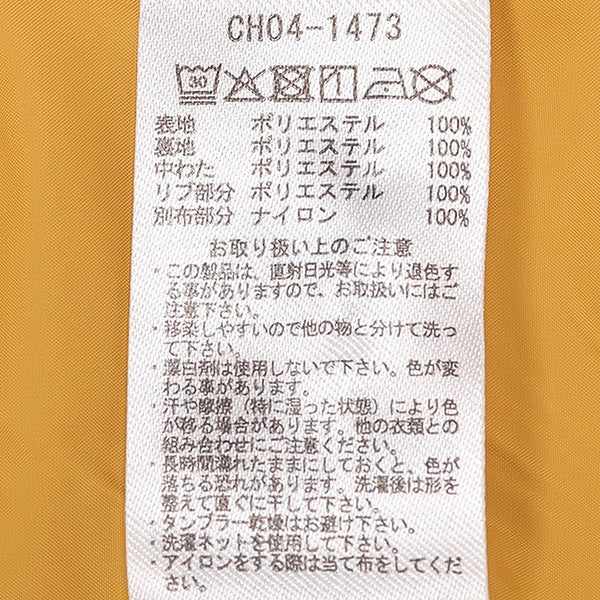 CH04-1473
30
表地 ポリエステル 100%
裏地 ポリエステル 100%
中わた ポリエステル 100%
リブ部分 ポリエステル 100%
別布部分 ナイロン 100%
お取り扱い上のご注意
・この製品は、直射日光等により退色す
る事がありますので、お取扱いにはご
注意下さい。
・移染しやすいので他の物と分けて洗っ
て下さい。
・漂白剤は使用しないで下さい。色が変
わる事があります。
・汗や摩擦（特に湿った状態）により色
が移る場合があります。他の衣類との
組み合わせにご注意ください。
・長時間濡れたままにしておくと、色が
落ちる恐れがあります。洗濯後は形を
整えて直ぐに干して下さい。
・タンブラー乾燥はお避け下さい。
・洗濯ネットを使用して下さい。
・アイロンをする際は当て布をしてくだ
さい。